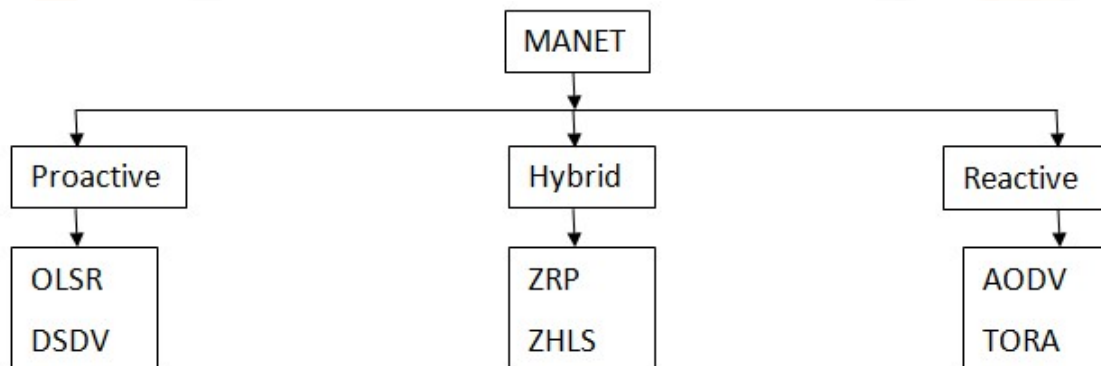 MANET
Proactive
Hybrid
Reactive
OLSR
DSDV
ZRP
ZHLS
AODV
TORA